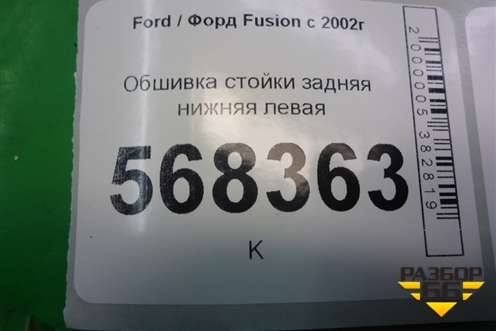 Ford / Форд Fusion с 2002г
Обшивка стойки задняя
нижняя левая
568363
К
2000005382819
РАЗБОР
66